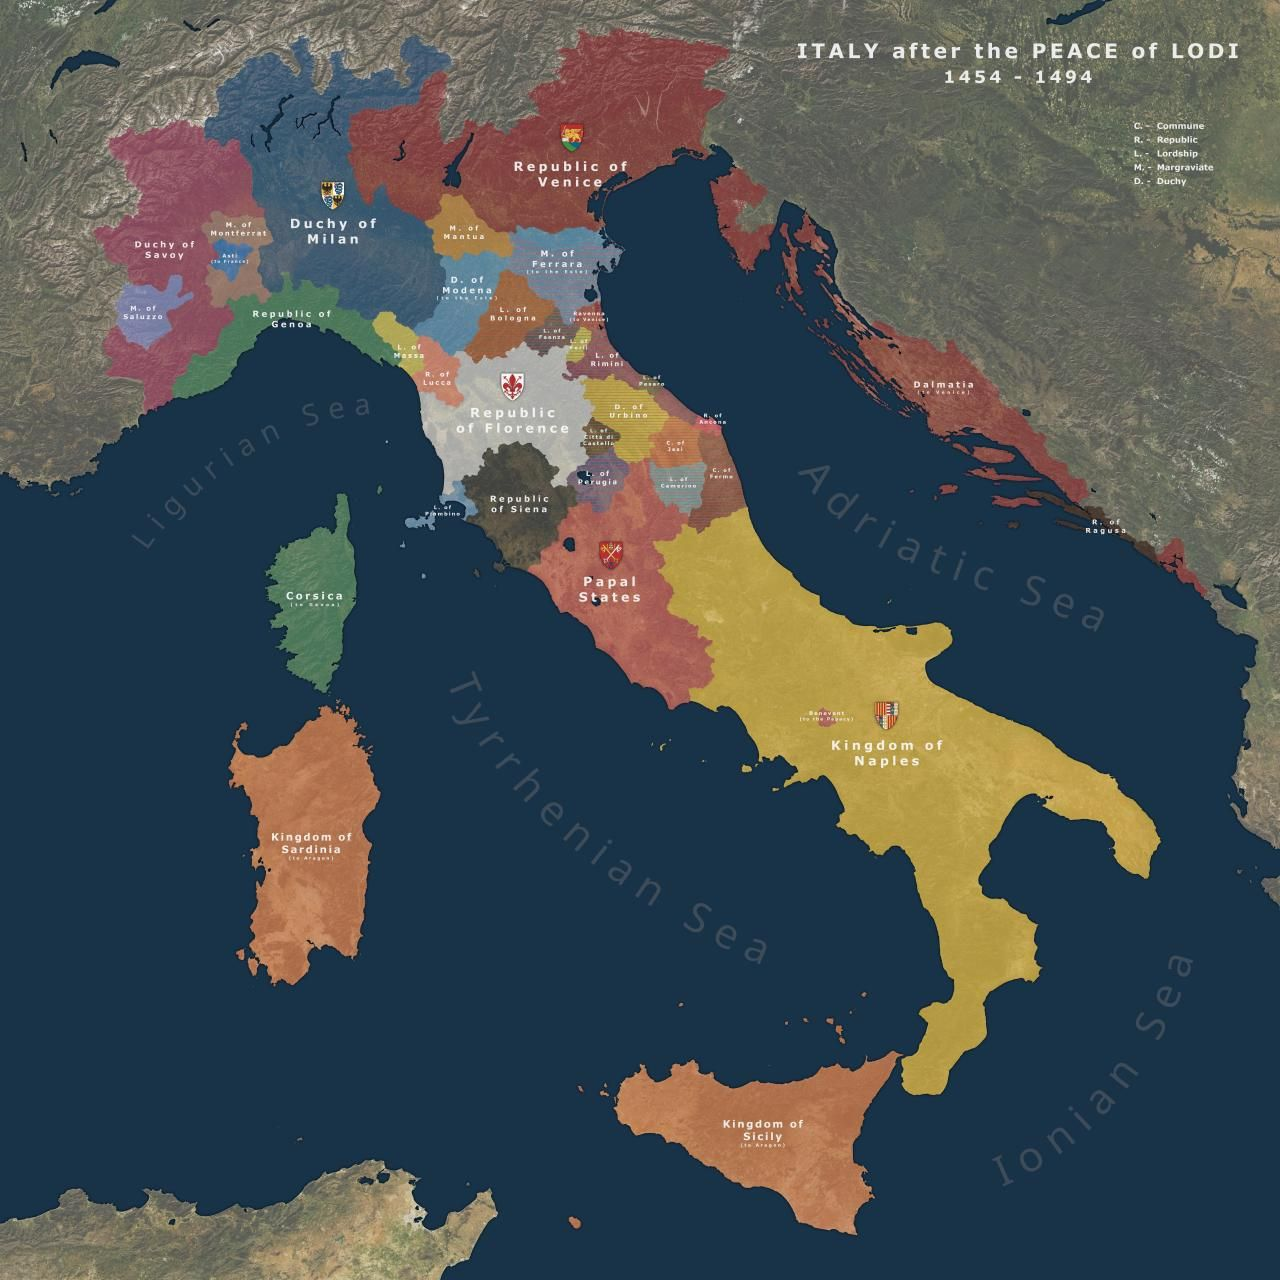 ITALY after the PEACE of LODI
1454 - 1494
C. - Commune
R. - Republic
L. - Lordship
M. - Margraviate
D. - Duchy
Republic of
Venice
Duchy of
Milan
M. of
Montferrat
Duchy of
Savoy
Asti
(to France)
M. of
Mantua
M. of
Ferrara
(to the Este)
D. of
Modena
(to the Este)
M. of
Saluzzo
Republic of
Genoa
L. of
Bologna
Ravenna
(to Venice)
L. of
Faenza
L. of
Forlì
L. of
Massa
L. of
Rimini
R. of
Lucca
L. of
Pesaro
Dalmatia
(to Venice)
Republic
of Florence
D. of
Urbino
R. of
Ancona
L. of
Città di
Castello
C. of
Jesi
L. of
Perugia
L. of
Camerino
C. of
Fermo
Republic
of Siena
L. of
Piombino
R. of
Ragusa
Ligurian Sea
Adriatic Sea
Papal
States
Corsica
(to Genoa)
Tyrrhenian Sea
Benevent
(to the Papacy)
Kingdom of
Naples
Kingdom of
Sardinia
(to Aragon)
Ionian Sea
Kingdom of
Sicily
(to Aragon)